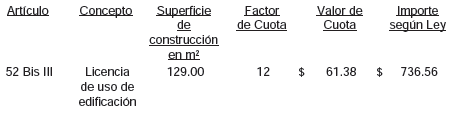 Artículo Concepto Superficie de construcción en m² Factor de Cuota Valor de Cuota Importe según Ley
52 Bis III Licencia de uso de edificación 129.00 12 $ 61.38 $ 736.56